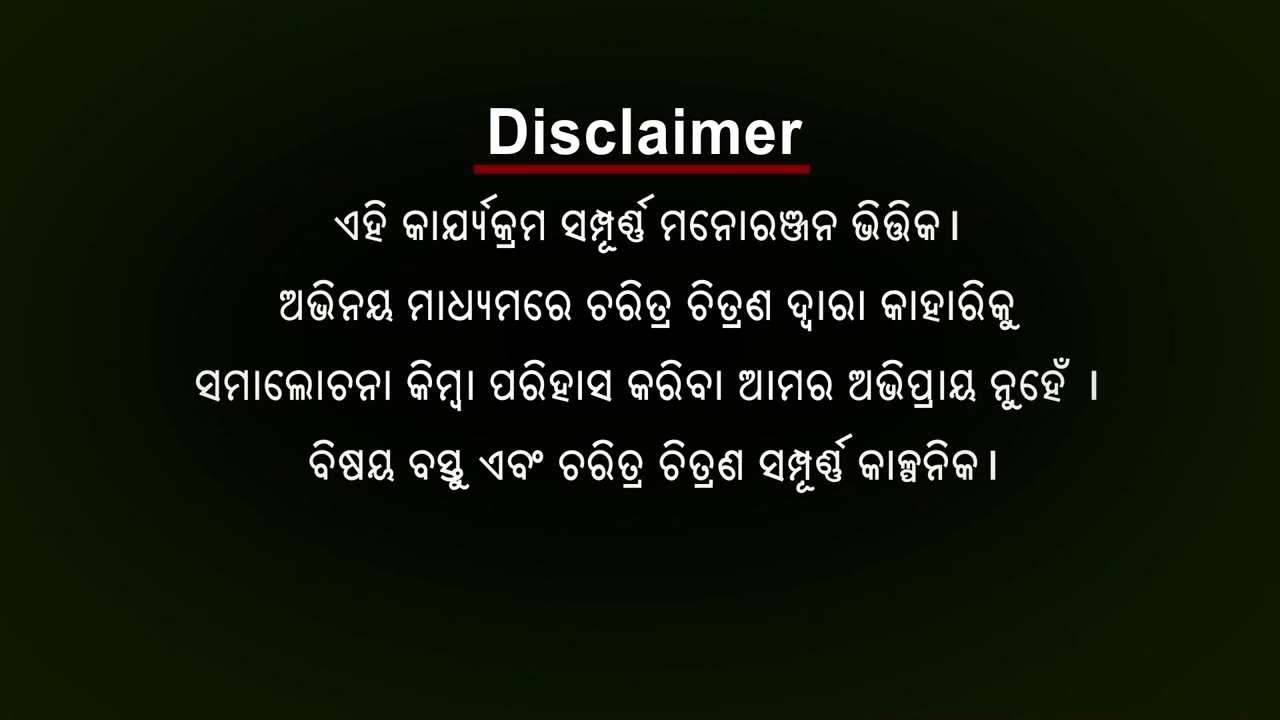 Disclaimer
ଏହି କାର୍ଯ୍ୟକ୍ରମ ସମ୍ପୂର୍ଣ୍ଣ ମନୋରଞ୍ଜନ ଭିତ୍ତିକ।
ଅଭିନୟ ମାଧ୍ୟମରେ ଚରିତ୍ର ଚିତ୍ରଣ ଦ୍ୱାରା କାହାରିକୁ
ସମାଲୋଚନା କିମ୍ବା ପରିହାସ କରିବା ଆମର ଅଭିପ୍ରାୟ ନୁହେଁ ।
ବିଷୟ ବସ୍ତୁ ଏବଂ ଚରିତ୍ର ଚିତ୍ରଣ ସମ୍ପୂର୍ଣ୍ଣ କାଳ୍ପନିକ।